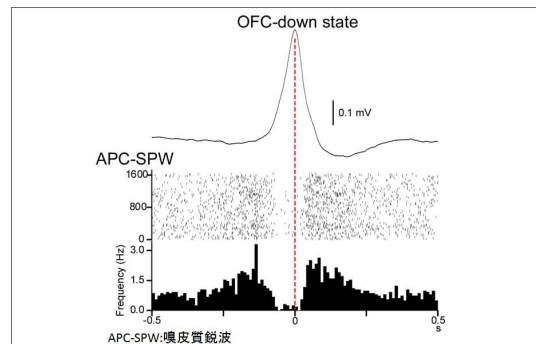 OFC-down state
0.1 mV
APC-SPW
1600
800
0
Frequency (Hz)
3.0
1.5
0.0
-0.5
0
0.5
s
APC-SPW:嗅皮質鋭波